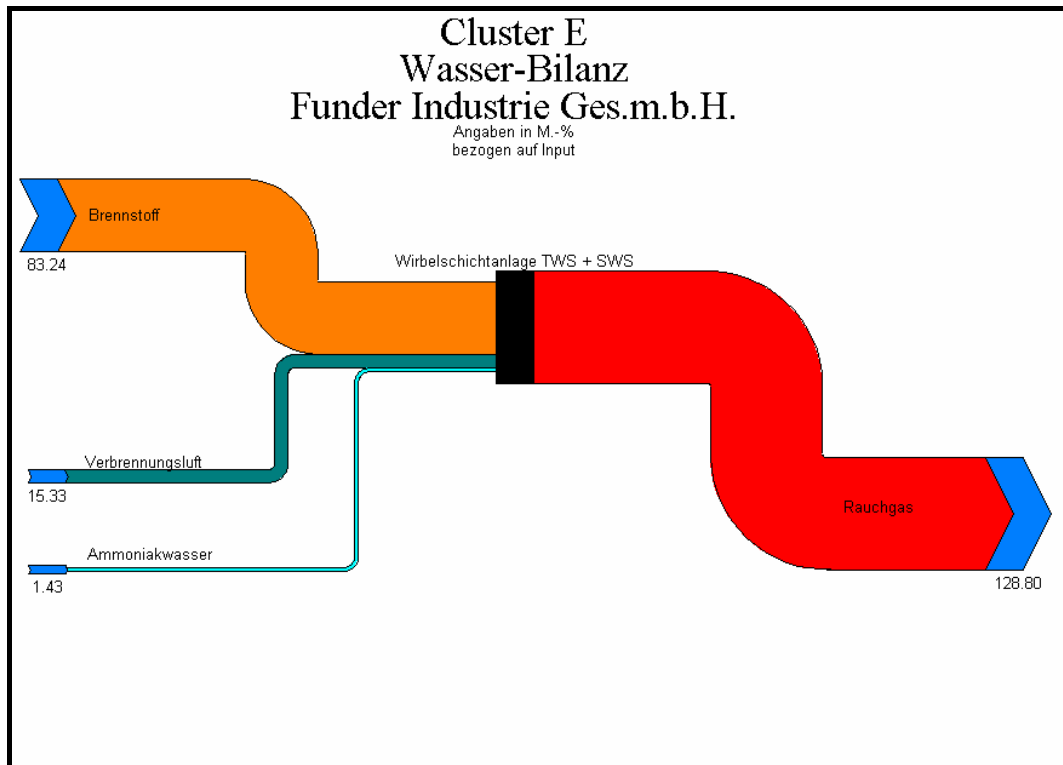 Cluster E
Wasser-Bilanz
Funder Industrie Ges.m.b.H.
Angaben in M.-%
bezogen auf Input
Brennstoff
83.24
Wirbelschichtanlage TWS + SWS
Verbrennungsluft
15.33
Ammoniakwasser
1.43
Rauchgas
128.80